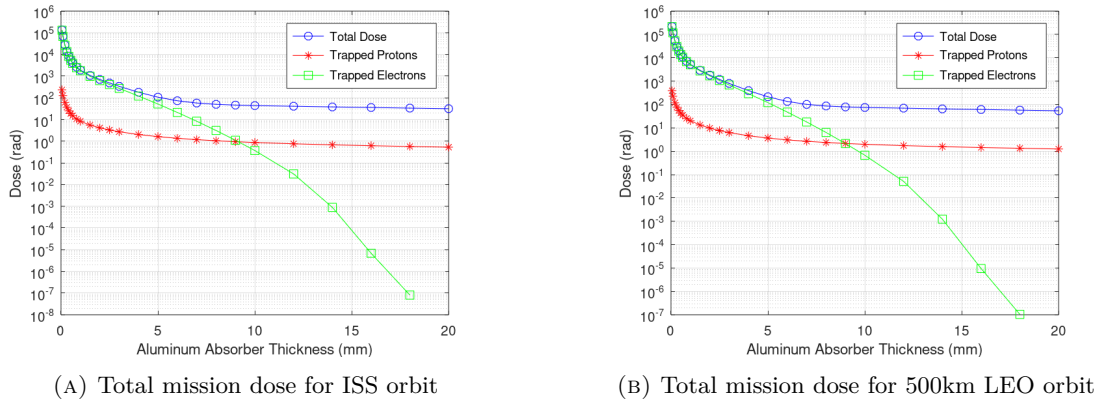 10^6
10^5
10^4
10^3
10^2
10^1
10^0
10^-1
10^-2
10^-3
10^-4
10^-5
10^-6
10^-7
10^-8
Dose (rad)
Total Dose
Trapped Protons
Trapped Electrons
0 5 10 15 20
Aluminum Absorber Thickness (mm)
(A) Total mission dose for ISS orbit
10^6
10^5
10^4
10^3
10^2
10^1
10^0
10^-1
10^-2
10^-3
10^-4
10^-5
10^-6
10^-7
Dose (rad)
Total Dose
Trapped Protons
Trapped Electrons
0 5 10 15 20
Aluminum Absorber Thickness (mm)
(B) Total mission dose for 500km LEO orbit